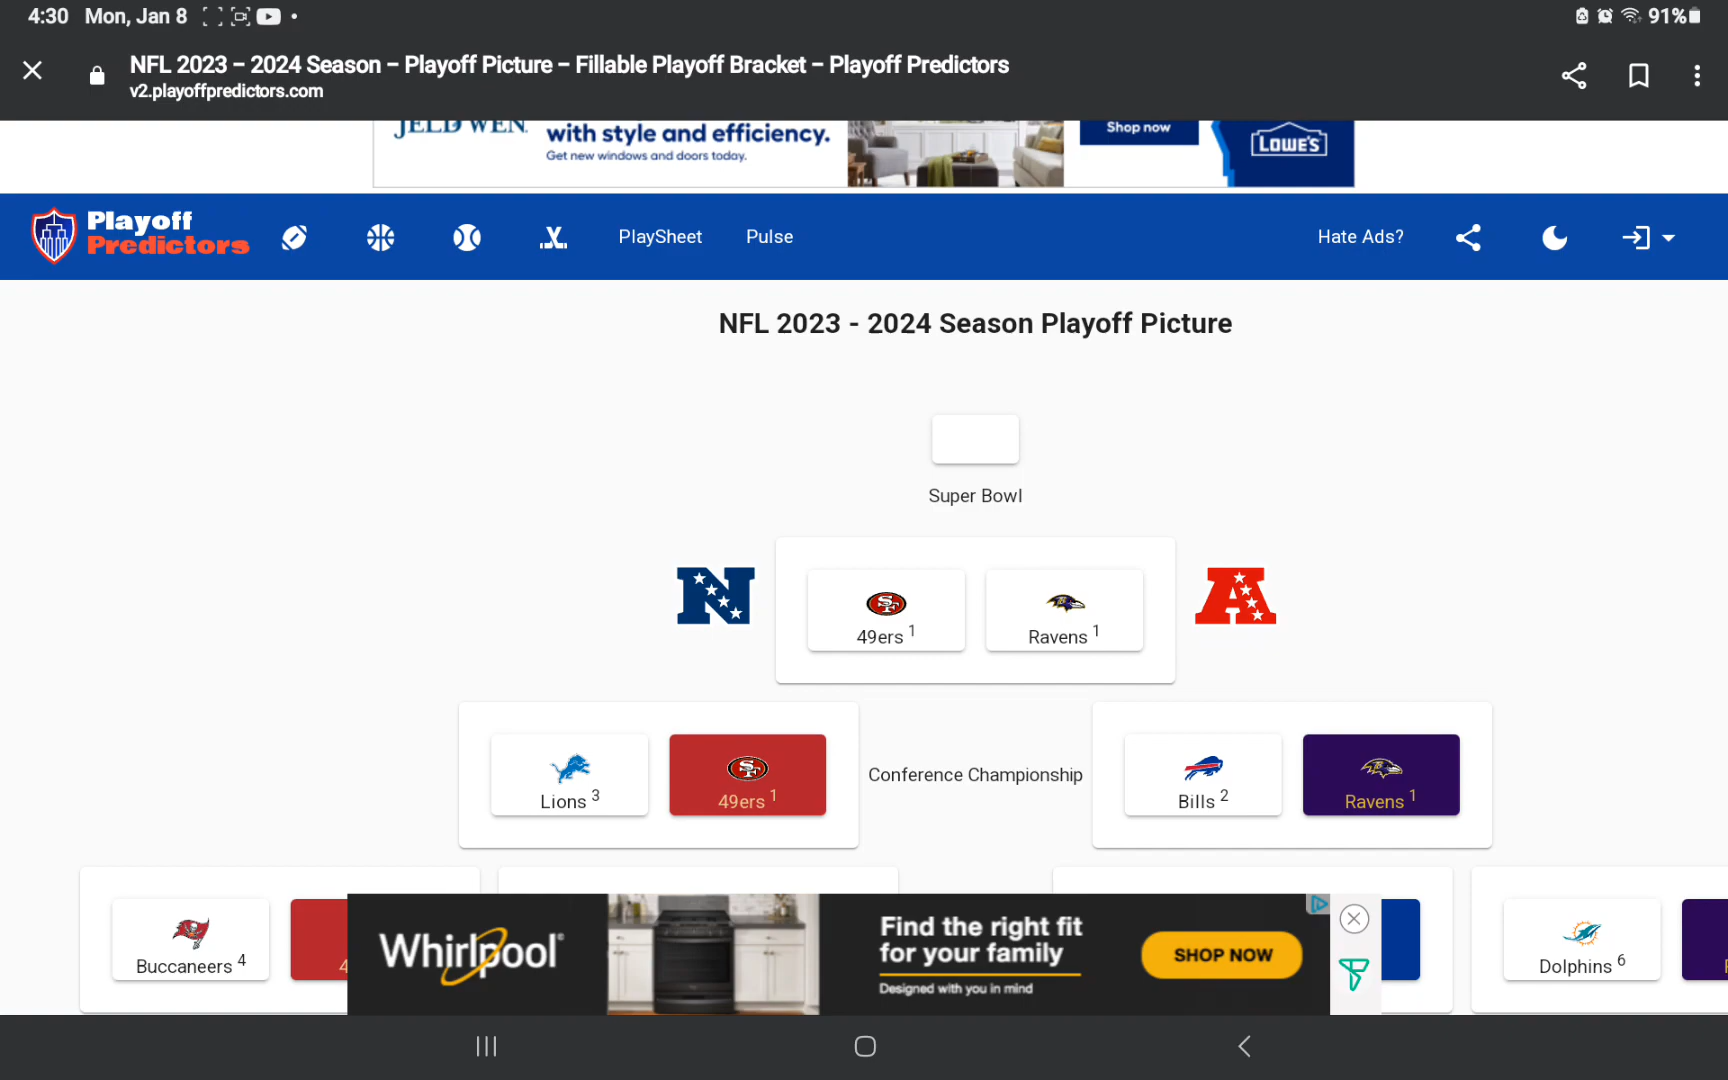 4:30 Mon, Jan 8
91%
NFL 2023 – 2024 Season – Playoff Picture – Fillable Playoff Bracket – Playoff Predictors
v2.playoffpredictors.com
JELD WEN.
with style and efficiency.
Get new windows and doors today.
Shop now
LOWE'S
Playoff
Predictors
PlaySheet
Pulse
Hate Ads?
NFL 2023 - 2024 Season Playoff Picture
Super Bowl
N
A
SF
49ers 1
Ravens 1
Lions 3
SF
49ers 1
Conference Championship
Bills 2
Ravens 1
Buccaneers 4
4
Whirlpool
Find the right fit
for your family
Designed with you in mind
SHOP NOW
Dolphins 6